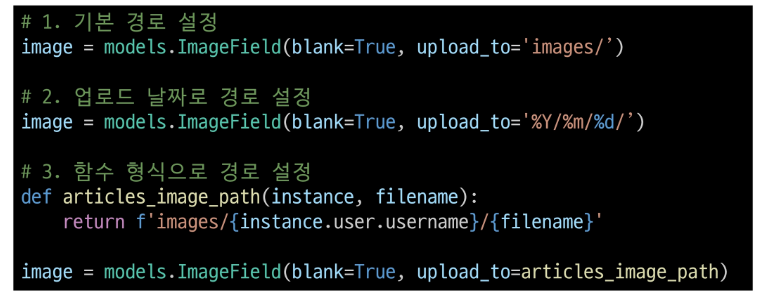 # 1. 기본 경로 설정
image = models.ImageField(blank=True, upload_to='images/’)
# 2. 업로드 날짜로 경로 설정
image = models.ImageField(blank=True, upload_to='%Y/%m/%d/’)
# 3. 함수 형식으로 경로 설정
def articles_image_path(instance, filename):
    return f'images/{instance.user.username}/{filename}'
image = models.ImageField(blank=True, upload_to=articles_image_path)